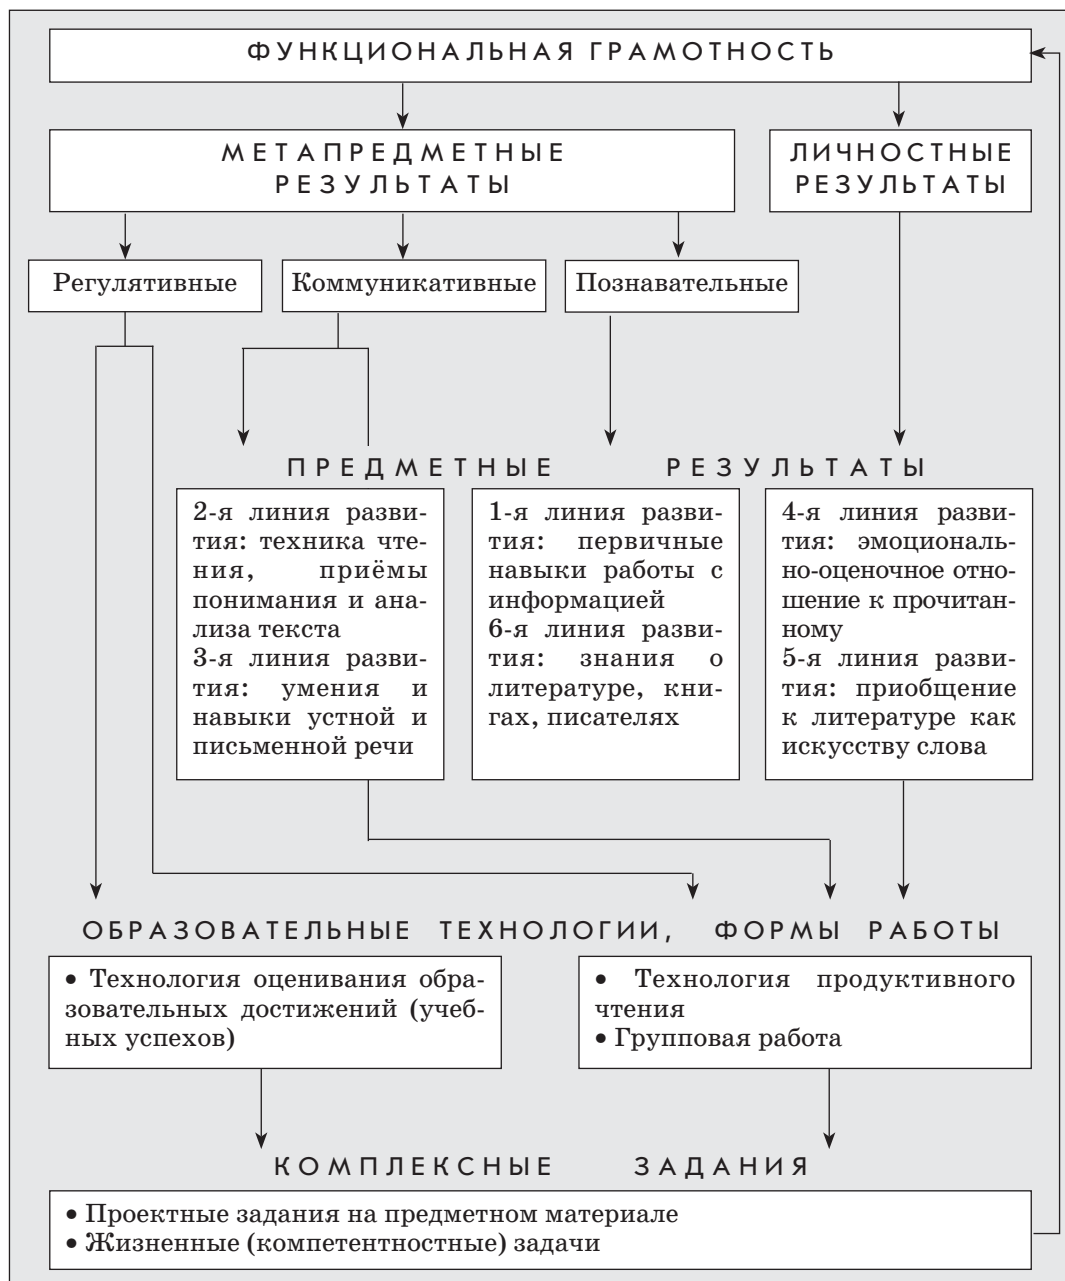 ФУНКЦИОНАЛЬНАЯ ГРАМОТНОСТЬ
МЕТАПРЕДМЕТНЫЕ
РЕЗУЛЬТАТЫ
ЛИЧНОСТНЫЕ
РЕЗУЛЬТАТЫ
Регулятивные
Коммуникативные
Познавательные
ПРЕДМЕТНЫЕ РЕЗУЛЬТАТЫ
2-я линия разви-
тия: техника чте-
ния, приёмы
понимания и ана-
лиза текста
3-я линия разви-
тия: умения и
навыки устной и
письменной речи
1-я линия разви-
тия: первичные
навыки работы с
информацией
6-я линия разви-
тия: знания о
литературе, кни-
гах, писателях
4-я линия разви-
тия: эмоциональ-
но-оценочное отно-
шение к прочитан-
ному
5-я линия разви-
тия: приобщение
к литературе как
искусству слова
ОБРАЗОВАТЕЛЬНЫЕ ТЕХНОЛОГИИ, ФОРМЫ РАБОТЫ
• Технология оценивания обра-
зовательных достижений (учеб-
ных успехов)
• Технология продуктивного
чтения
• Групповая работа
КОМПЛЕКСНЫЕ ЗАДАНИЯ
• Проектные задания на предметном материале
• Жизненные (компетентностные) задачи